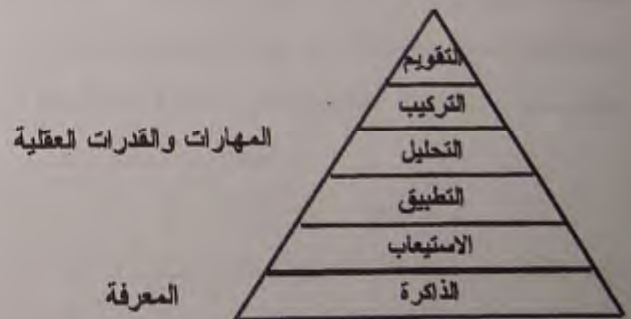 التقويم
التركيب
المهارات والقدرات العقلية
التحليل
التطبيق
الاستيعاب
الذاكرة
المعرفة